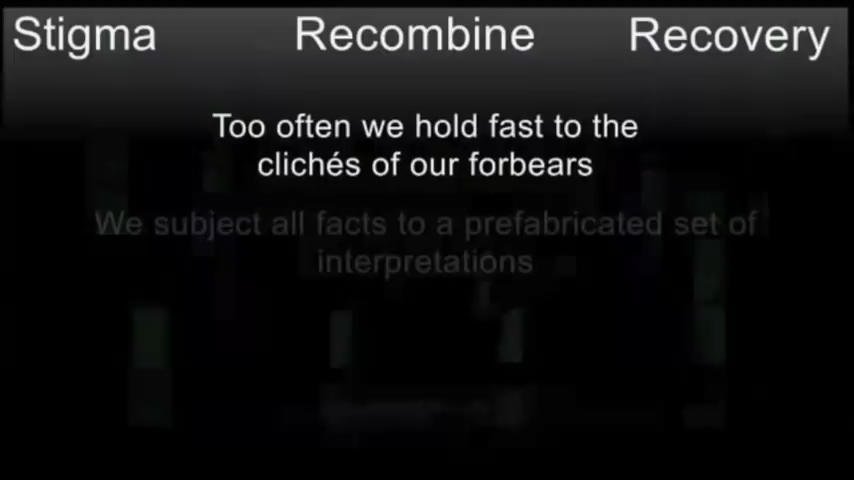 Stigma Recombine Recovery
Too often we hold fast to the
clichés of our forbears
We subject all facts to a prefabricated set of
interpretations